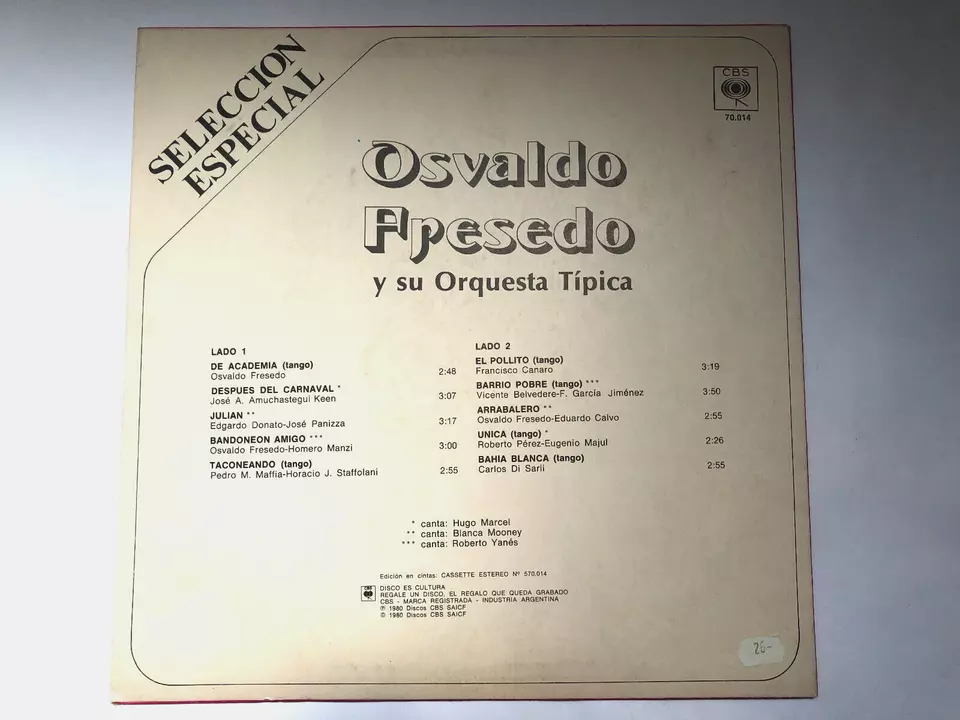 SELECCION
ESPECIAL
CBS
70.014
Osvaldo
Fresedo
y su Orquesta Típica
LADO 1
DE ACADEMIA (tango)
Osvaldo Fresedo 2:48
DESPUES DEL CARNAVAL *
José A. Amuchastegui Keen 3:07
JULIAN **
Edgardo Donato-José Panizza 3:17
BANDONEON AMIGO ***
Osvaldo Fresedo-Homero Manzi 3:00
TACONEANDO (tango)
Pedro M. Maffia-Horacio J. Staffolani 2:55
LADO 2
EL POLLITO (tango)
Francisco Canaro 3:19
BARRIO POBRE (tango) ***
Vicente Belvedere-F. García Jiménez 3:50
ARRABALERO **
Osvaldo Fresedo-Eduardo Calvo 2:55
UNICA (tango) *
Roberto Pérez-Eugenio Majul 2:26
BAHIA BLANCA (tango)
Carlos Di Sarli 2:55
* canta: Hugo Marcel
** canta: Blanca Mooney
*** canta: Roberto Yanés
Edición en cintas: CASSETTE ESTEREO Nº 570.014
CBS
DISCO ES CULTURA
REGALE UN DISCO, EL REGALO QUE QUEDA GRABADO
CBS - MARCA REGISTRADA - INDUSTRIA ARGENTINA
℗ 1980 Discos CBS SAICF
© 1980 Discos CBS SAICF
26-